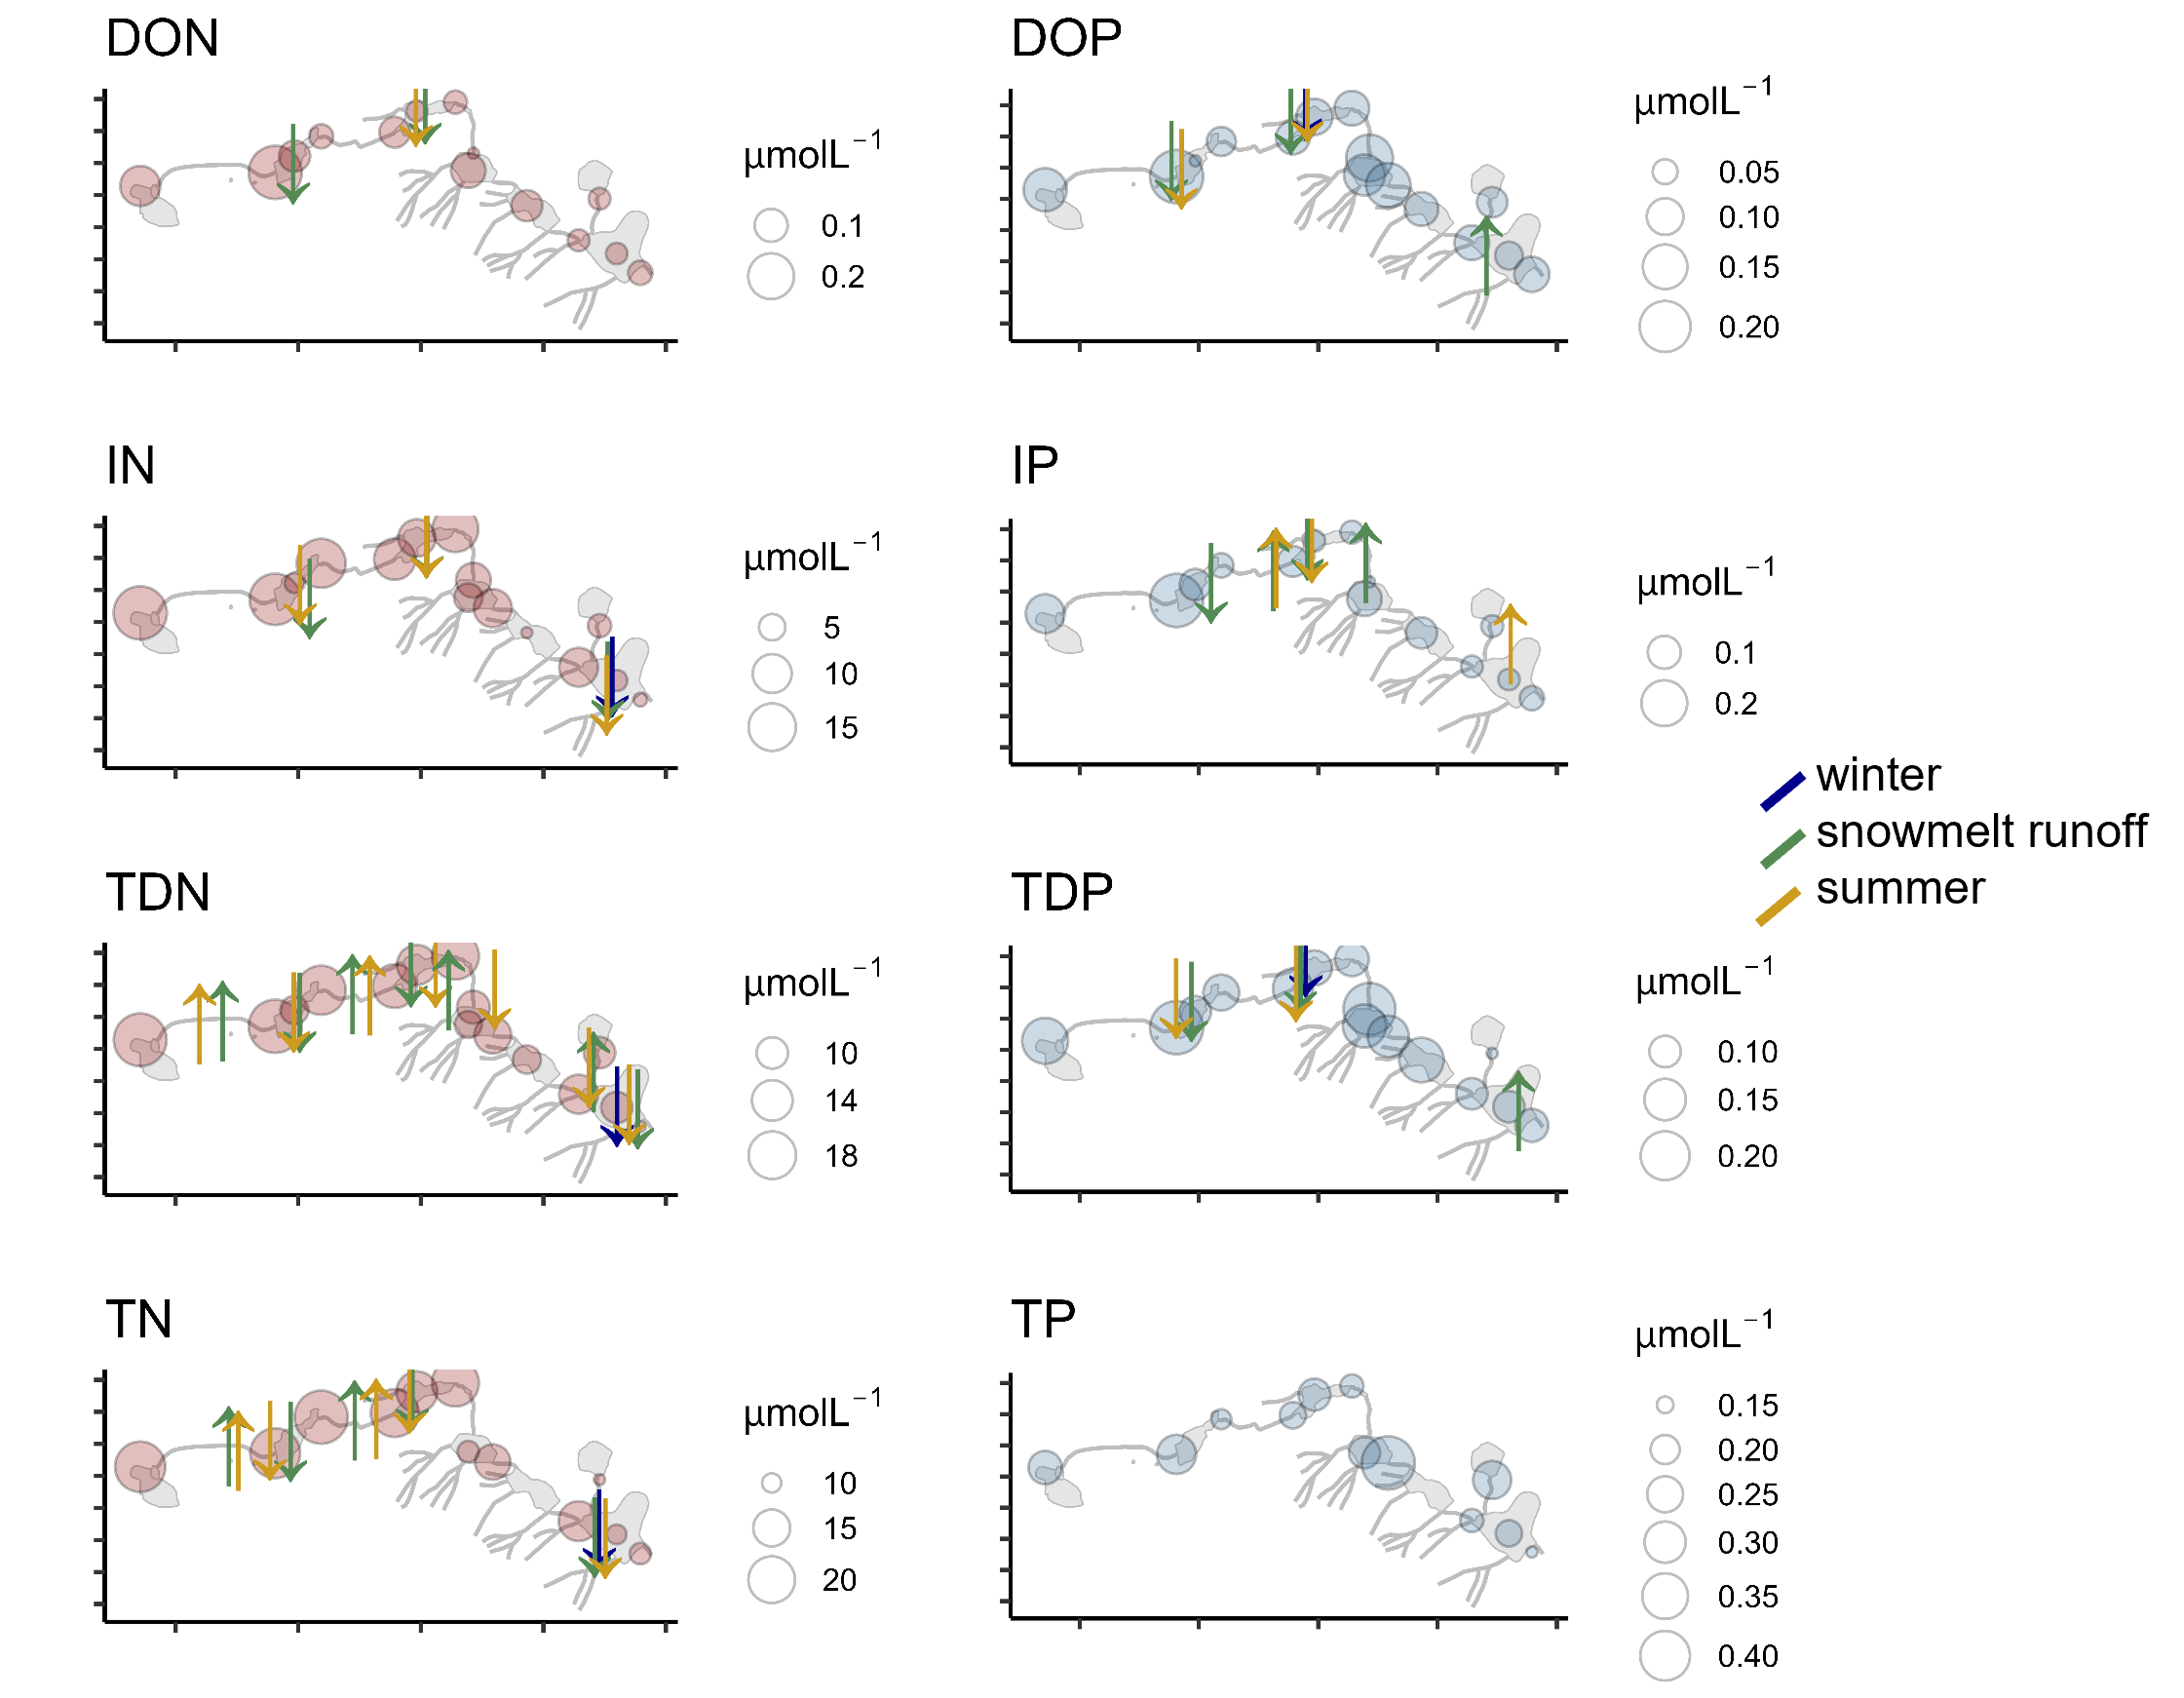 DON
μmolL⁻¹
0.1
0.2
DOP
μmolL⁻¹
0.05
0.10
0.15
0.20
IN
μmolL⁻¹
5
10
15
IP
μmolL⁻¹
0.1
0.2
winter
snowmelt runoff
summer
TDN
μmolL⁻¹
10
14
18
TDP
μmolL⁻¹
0.10
0.15
0.20
TN
μmolL⁻¹
10
15
20
TP
μmolL⁻¹
0.15
0.20
0.25
0.30
0.35
0.40